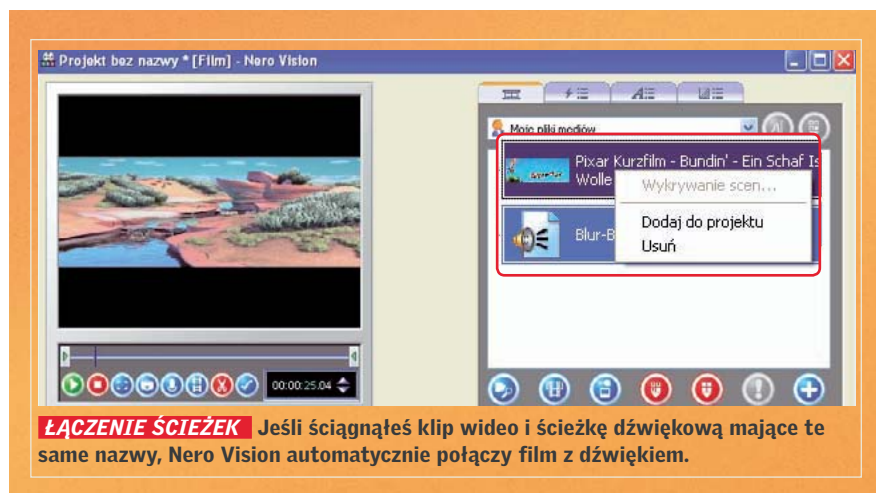 Projekt bez nazwy * [Film] - Nero Vision
Moje pliki mediów
Pixar Kurzfilm - Bundin' - Ein Schaf Is
Wolle
Wykrywanie scen...
Dodaj do projektu
Blur-B
Usuń
00:00:25.04
ŁĄCZENIE ŚCIEŻEK Jeśli ściągnąłeś klip wideo i ścieżkę dźwiękową mające te
same nazwy, Nero Vision automatycznie połączy film z dźwiękiem.